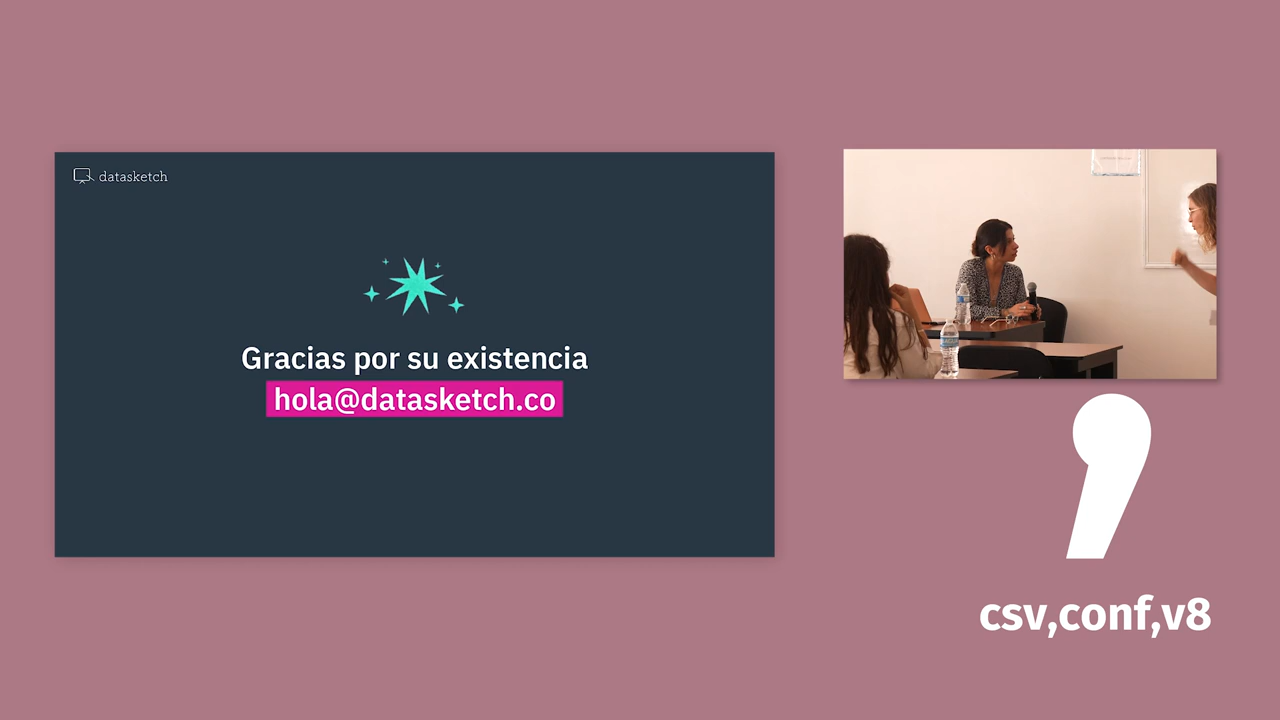 datasketch
Gracias por su existencia
hola@datasketch.co
csv,conf,v8